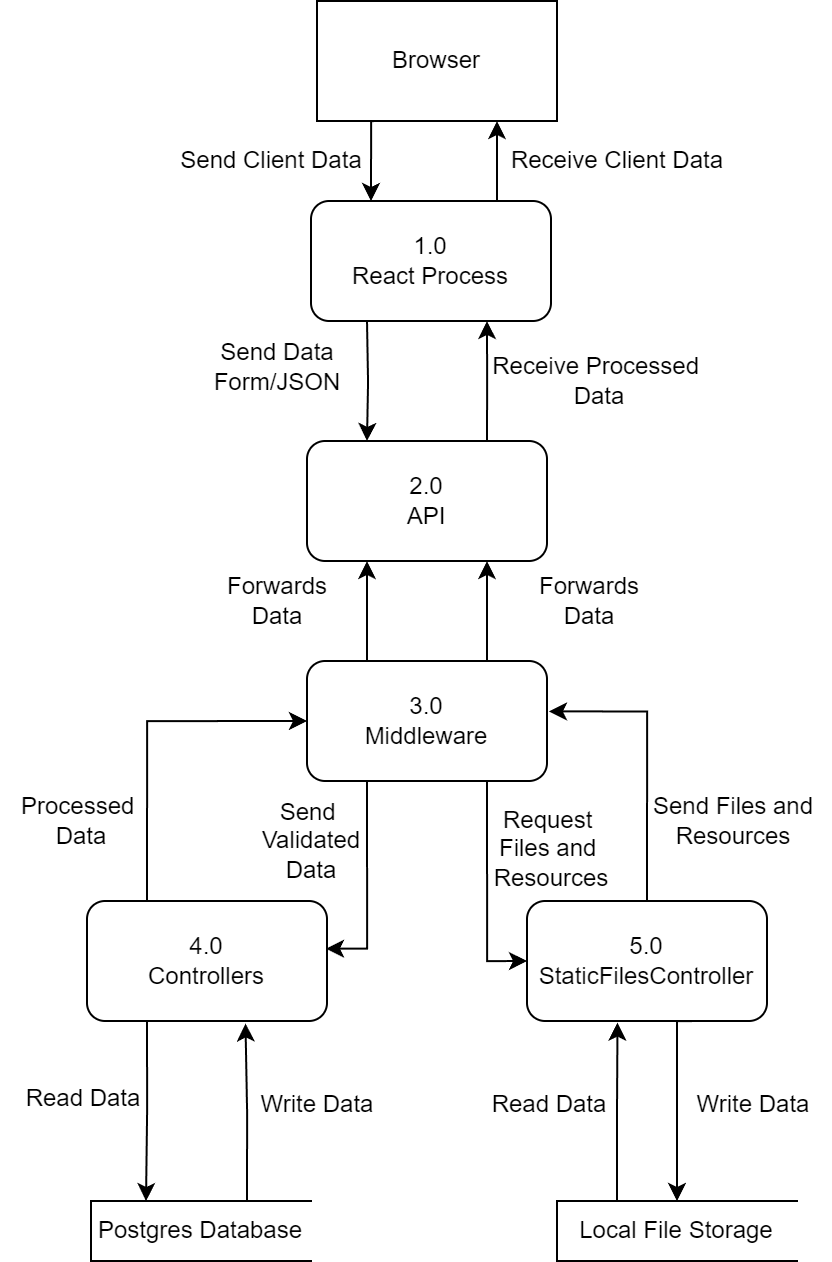 Browser
Send Client Data
Receive Client Data
1.0
React Process
Send Data
Form/JSON
Receive Processed
Data
2.0
API
Forwards
Data
Forwards
Data
3.0
Middleware
Processed
Data
Send
Validated
Data
Request
Files and
Resources
Send Files and
Resources
4.0
Controllers
5.0
StaticFilesController
Read Data
Write Data
Read Data
Write Data
Postgres Database
Local File Storage